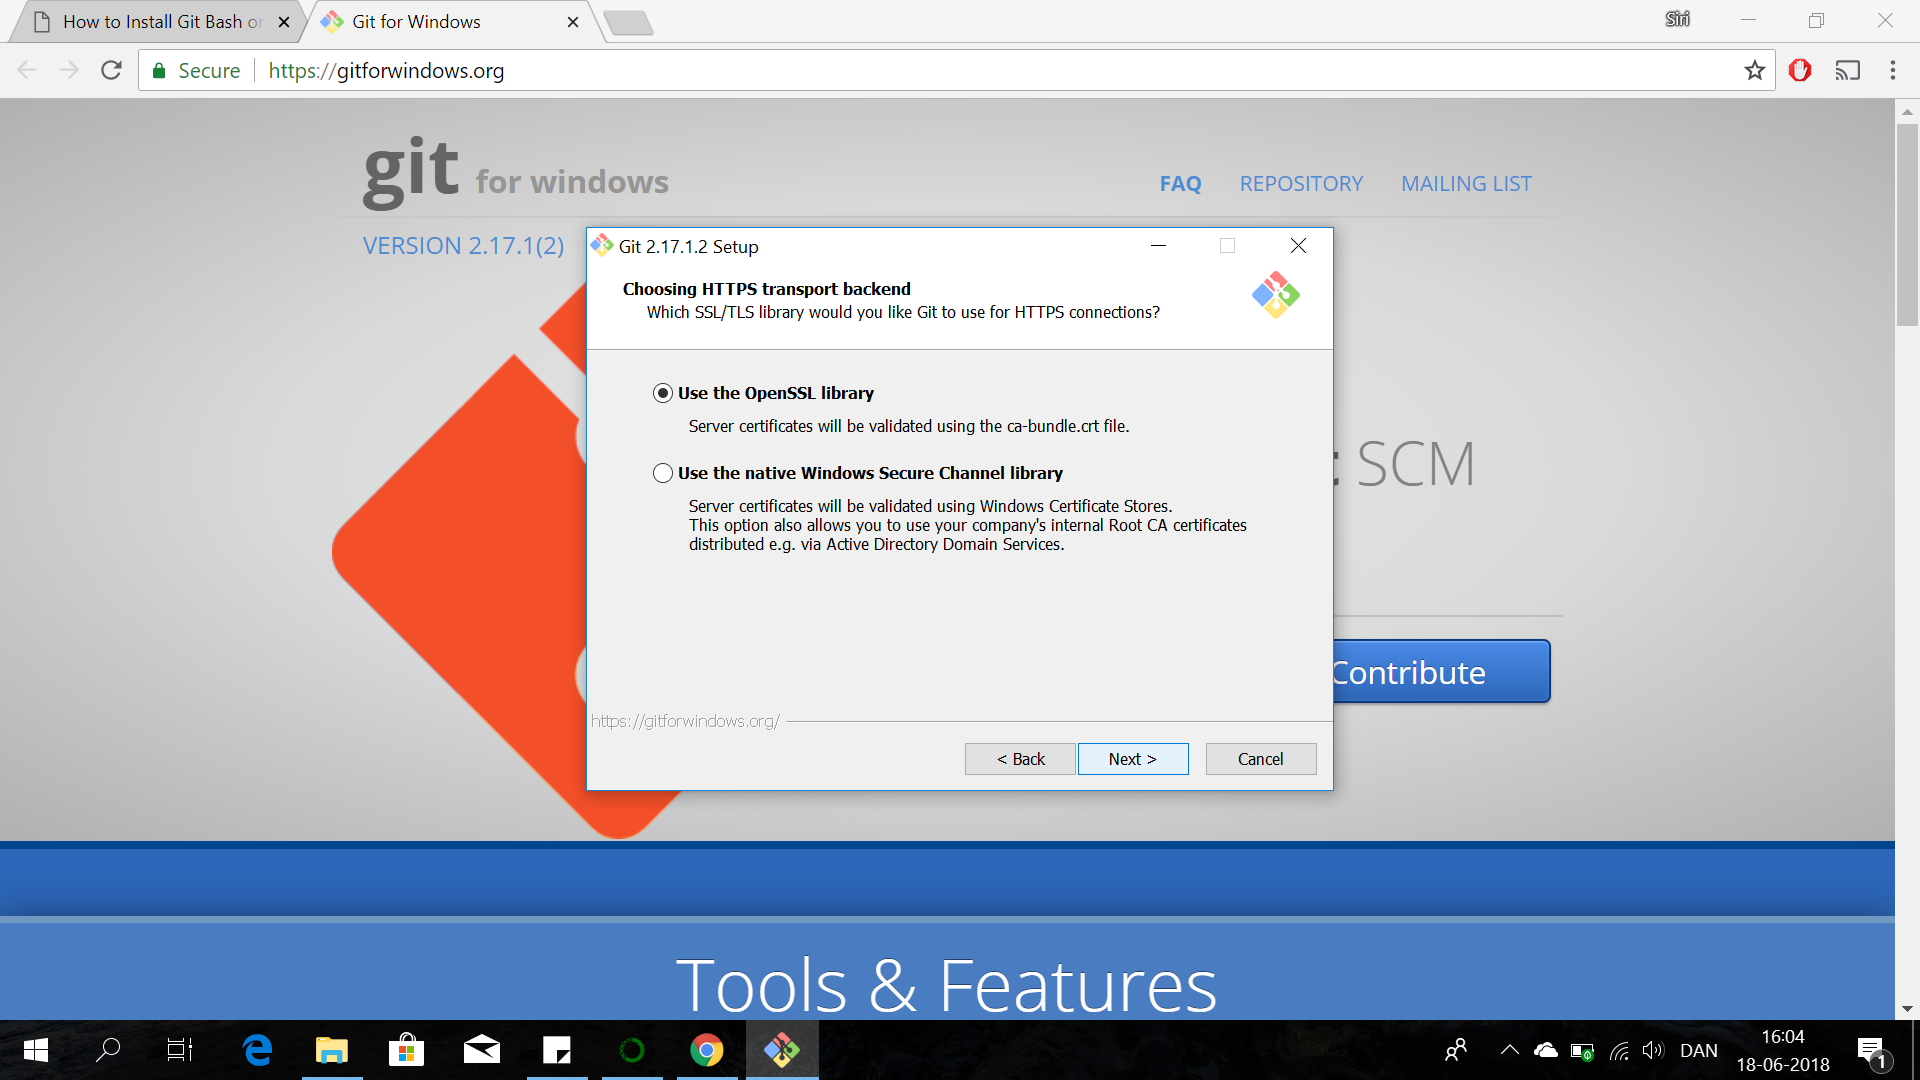 How to Install Git Bash o
Git for Windows
Siri
Secure
https://gitforwindows.org
git for windows
FAQ
REPOSITORY
MAILING LIST
VERSION 2.17.1(2)
Git 2.17.1.2 Setup
Choosing HTTPS transport backend
Which SSL/TLS library would you like Git to use for HTTPS connections?
Use the OpenSSL library
Server certificates will be validated using the ca-bundle.crt file.
Use the native Windows Secure Channel library
Server certificates will be validated using Windows Certificate Stores.
This option also allows you to use your company's internal Root CA certificates
distributed e.g. via Active Directory Domain Services.
SCM
Contribute
https://gitforwindows.org/
< Back
Next >
Cancel
Tools & Features
DAN
16:04
18-06-2018
1